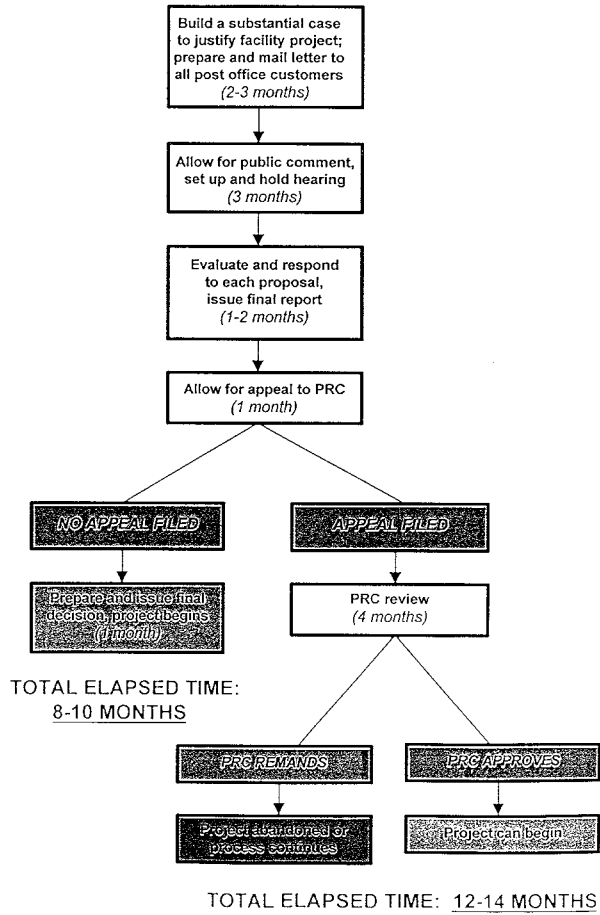 Build a substantial case
to justify facility project;
prepare and mail letter to
all post office customers
(2-3 months)
Allow for public comment,
set up and hold hearing
(3 months)
Evaluate and respond
to each proposal,
issue final report
(1-2 months)
Allow for appeal to PRC
(1 month)
NO APPEAL FILED
APPEAL FILED
Prepare and issue final
decision, project begins
(1 month)
PRC review
(4 months)
TOTAL ELAPSED TIME:
8-10 MONTHS
PRC REMANDS
PRC APPROVES
Project abandoned or
process continues
Project can begin
TOTAL ELAPSED TIME: 12-14 MONTHS